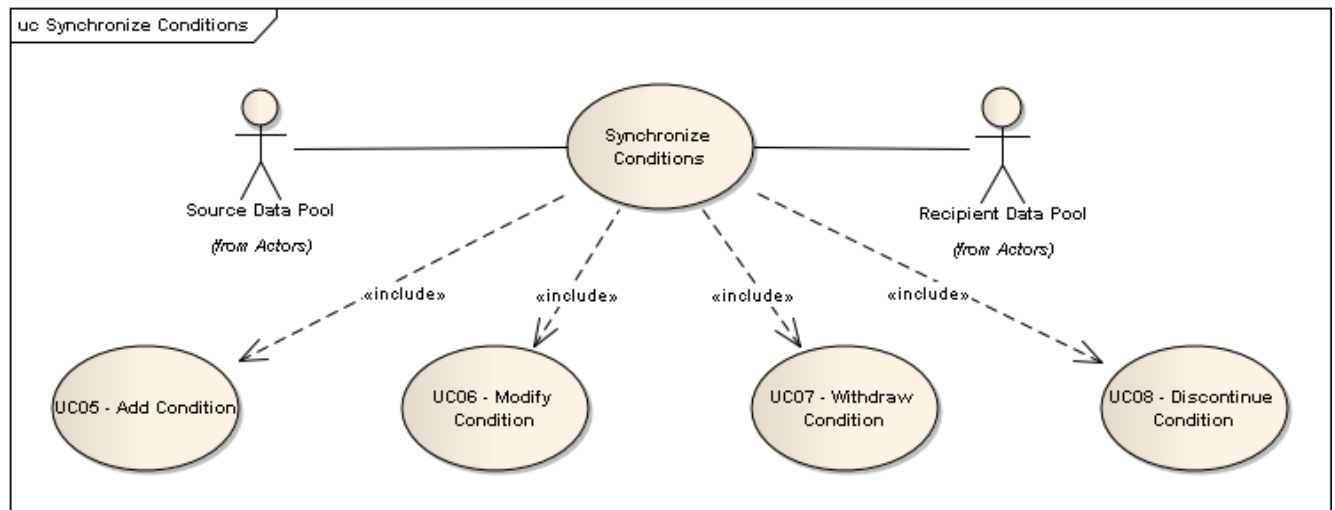 uc Synchronize Conditions
Synchronize
Conditions
Source Data Pool
(from Actors)
Recipient Data Pool
(from Actors)
«include»
«include»
«include»
«include»
UC05 - Add Condition
UC06 - Modify
Condition
UC07 - Withdraw
Condition
UC08 - Discontinue
Condition